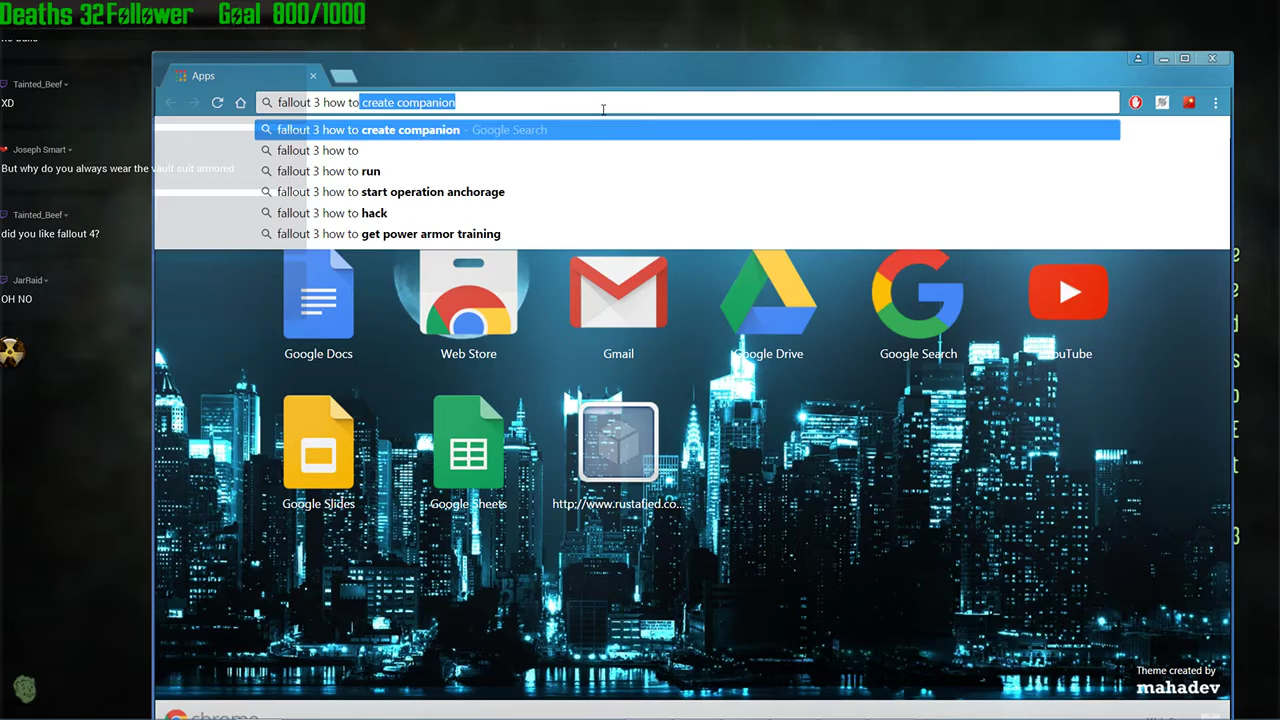 Deaths 32 Follower Goal 800/1000
Tainted_Beef
XD
Joseph Smart
But why do you always wear the vault suit armored
Tainted_Beef
did you like fallout 4?
JarRaid
OH NO
Apps
fallout 3 how to create companion
fallout 3 how to create companion - Google Search
fallout 3 how to
fallout 3 how to run
fallout 3 how to start operation anchorage
fallout 3 how to hack
fallout 3 how to get power armor training
Google Docs
Web Store
Gmail
Google Drive
Google Search
YouTube
Google Slides
Google Sheets
http://www.rustafied.co...
Theme created by
mahadev